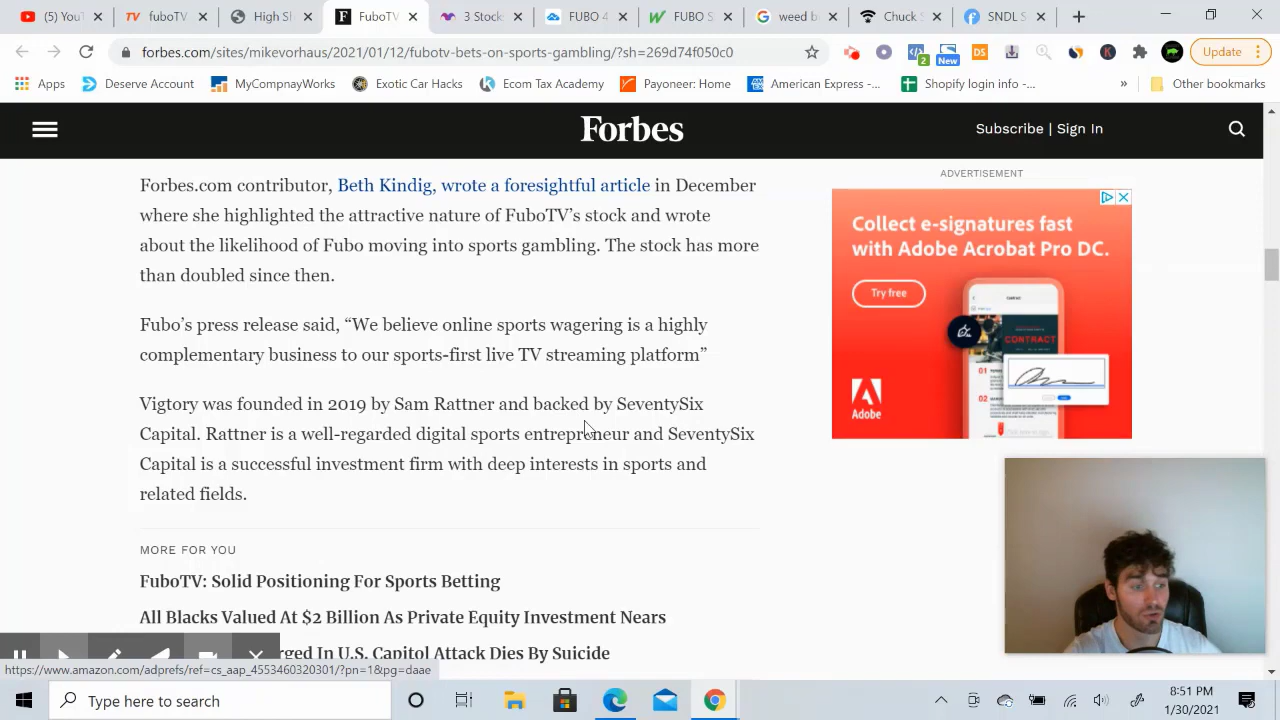 (5) YouT
FuboTV
High SI
FuboTV
Stock
FUBO 4
FUBO S
weed b
Chuck S
SNDL S
forbes.com/sites/mikevorhaus/2021/01/12/fubotv-bets-on-sports-gambling/?sh=269d74f050c0
2
New
DS
K
Update
Apps
Deserve Account
MyCompnayWorks
Exotic Car Hacks
Ecom Tax Academy
Payoneer: Home
American Express -...
Shopify login info -...
»
Other bookmarks
Forbes
Subscribe | Sign In
Forbes.com contributor, Beth Kindig, wrote a foresightful article in December
where she highlighted the attractive nature of FuboTV’s stock and wrote
about the likelihood of Fubo moving into sports gambling. The stock has more
than doubled since then.
Fubo’s press release said, “We believe online sports wagering is a highly
complementary business to our sports-first live TV streaming platform”
Vigtory was founded in 2019 by Sam Rattner and backed by SeventySix
Capital. Rattner is a well-regarded digital sports entrepreneur and SeventySix
Capital is a successful investment firm with deep interests in sports and
related fields.
MORE FOR YOU
FuboTV: Solid Positioning For Sports Betting
All Blacks Valued At $2 Billion As Private Equity Investment Nears
rged In U.S. Capitol Attack Dies By Suicide
ADVERTISEMENT
Collect e-signatures fast
with Adobe Acrobat Pro DC.
Try free
CONTRACT
01
02
Adobe
https://www.amazon.com/adprefs/ref=cs_aap_4553460320301/?pn=1&pg=daae
Type here to search
8:51 PM
1/30/2021